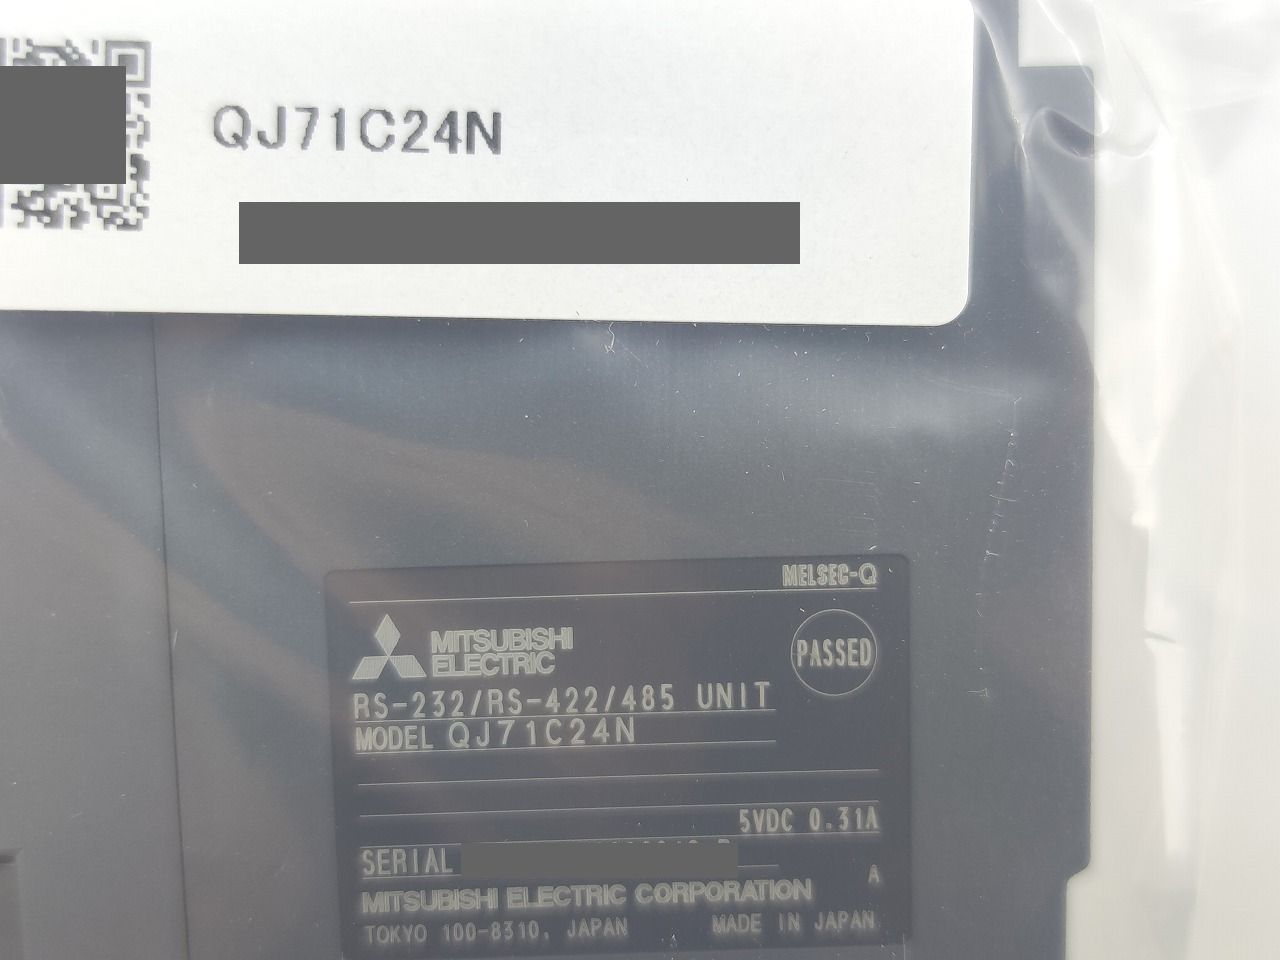 QJ71C24N
MELSEC-Q
MITSUBISHI
ELECTRIC
PASSED
RS-232/RS-422/485 UNIT
MODEL QJ71C24N
5VDC 0.31A
SERIAL
A
MITSUBISHI ELECTRIC CORPORATION
TOKYO 100-8310, JAPAN MADE IN JAPAN